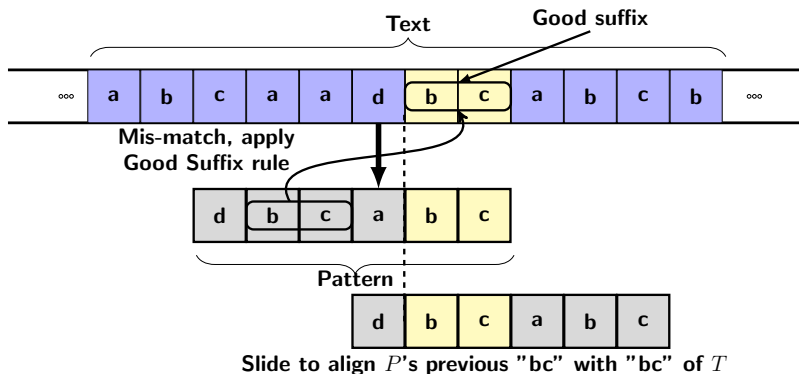 Good suffix
Text
°°° a b c a a d b c a b c b °°°
Mis-match, apply
Good Suffix rule
d b c a b c
Pattern
d b c a b c
Slide to align P's previous "bc" with "bc" of T